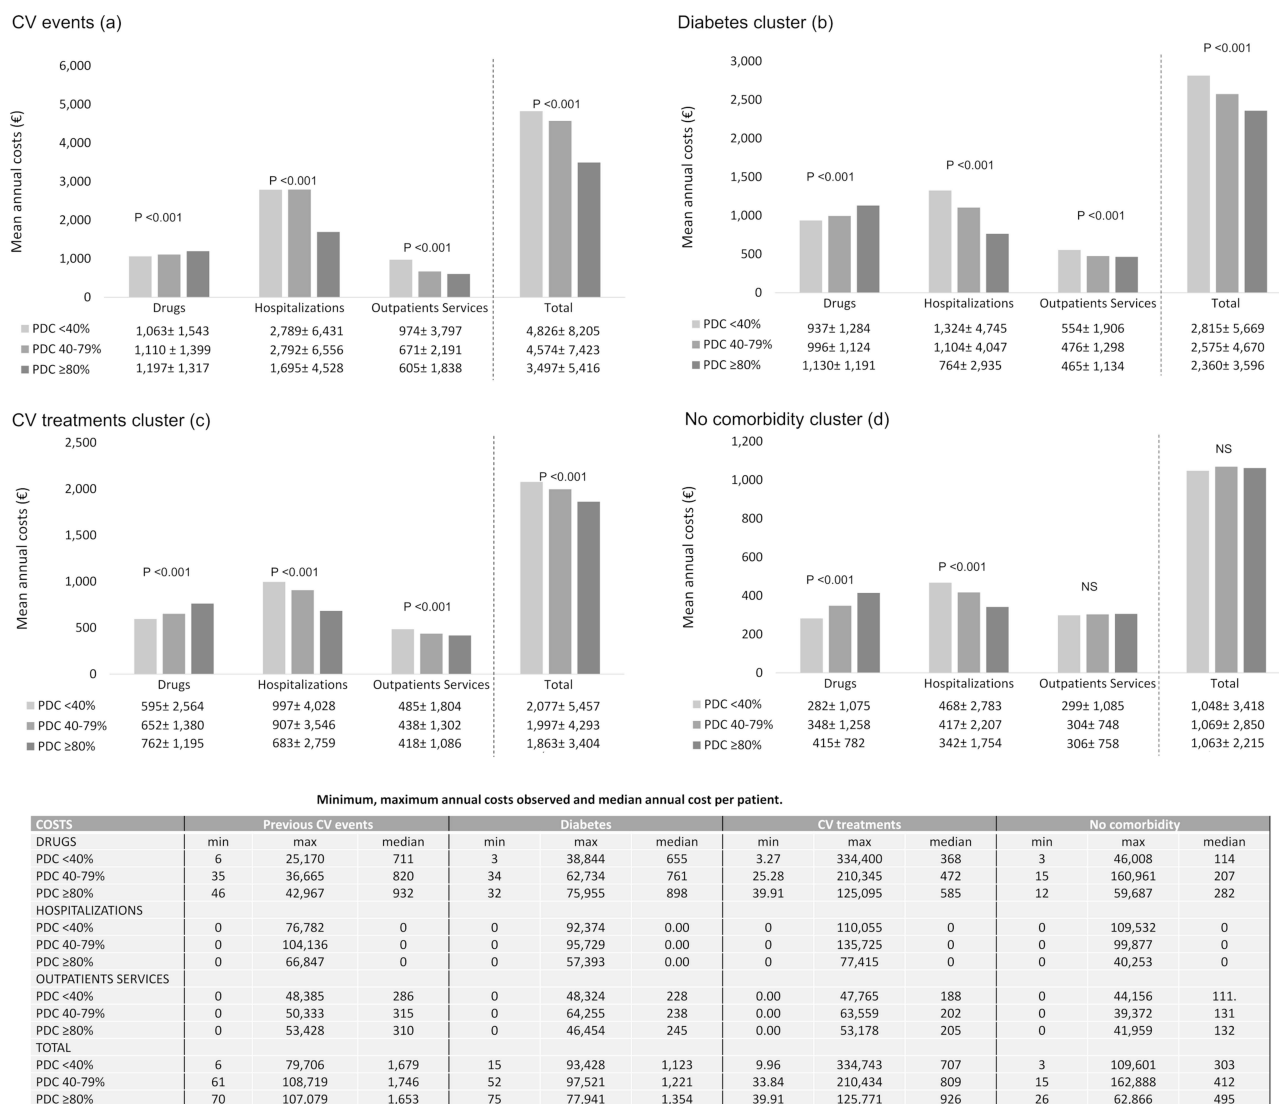 CV events (a)
Mean annual costs (€)
6,000
5,000
4,000
3,000
2,000
1,000
0
P <0.001
P <0.001
P <0.001
P <0.001
Drugs Hospitalizations Outpatients Services Total
PDC <40% 1,063± 1,543 2,789± 6,431 974± 3,797 4,826± 8,205
PDC 40-79% 1,110 ± 1,399 2,792± 6,556 671± 2,191 4,574± 7,423
PDC ≥80% 1,197± 1,317 1,695± 4,528 605± 1,838 3,497± 5,416
Diabetes cluster (b)
Mean annual costs (€)
3,000
2,500
2,000
1,500
1,000
500
0
P <0.001
P <0.001
P <0.001
P <0.001
Drugs Hospitalizations Outpatients Services Total
PDC <40% 937± 1,284 1,324± 4,745 554± 1,906 2,815± 5,669
PDC 40-79% 996± 1,124 1,104± 4,047 476± 1,298 2,575± 4,670
PDC ≥80% 1,130± 1,191 764± 2,935 465± 1,134 2,360± 3,596
CV treatments cluster (c)
Mean annual costs (€)
2,500
2,000
1,500
1,000
500
0
P <0.001
P <0.001
P <0.001
P <0.001
Drugs Hospitalizations Outpatients Services Total
PDC <40% 595± 2,564 997± 4,028 485± 1,804 2,077± 5,457
PDC 40-79% 652± 1,380 907± 3,546 438± 1,302 1,997± 4,293
PDC ≥80% 762± 1,195 683± 2,759 418± 1,086 1,863± 3,404
No comorbidity cluster (d)
Mean annual costs (€)
1,200
1,000
800
600
400
200
0
P <0.001
P <0.001
NS
NS
Drugs Hospitalizations Outpatients Services Total
PDC <40% 282± 1,075 468± 2,783 299± 1,085 1,048± 3,418
PDC 40-79% 348± 1,258 417± 2,207 304± 748 1,069± 2,850
PDC ≥80% 415± 782 342± 1,754 306± 758 1,063± 2,215
Minimum, maximum annual costs observed and median annual cost per patient.
COSTS Previous CV events Diabetes CV treatments No comorbidity
DRUGS min max median min max median min max median min max median
PDC <40% 6 25,170 711 3 38,844 655 3.27 334,400 368 3 46,008 114
PDC 40-79% 35 36,665 820 34 62,734 761 25.28 210,345 472 15 160,961 207
PDC ≥80% 46 42,967 932 32 75,955 898 39.91 125,095 585 12 59,687 282
HOSPITALIZATIONS
PDC <40% 0 76,782 0 0 92,374 0.00 0 110,055 0 0 109,532 0
PDC 40-79% 0 104,136 0 0 95,729 0.00 0 135,725 0 0 99,877 0
PDC ≥80% 0 66,847 0 0 57,393 0.00 0 77,415 0 0 40,253 0
OUTPATIENTS SERVICES
PDC <40% 0 48,385 286 0 48,324 228 0.00 47,765 188 0 44,156 111.
PDC 40-79% 0 50,333 315 0 64,255 238 0.00 63,559 202 0 39,372 131
PDC ≥80% 0 53,428 310 0 46,454 245 0.00 53,178 205 0 41,959 132
TOTAL
PDC <40% 6 79,706 1,679 15 93,428 1,123 9.96 334,743 707 3 109,601 303
PDC 40-79% 61 108,719 1,746 52 97,521 1,221 33.84 210,434 809 15 162,888 412
PDC ≥80% 70 107,079 1,653 75 77,941 1,354 39.91 125,771 926 26 62,866 495